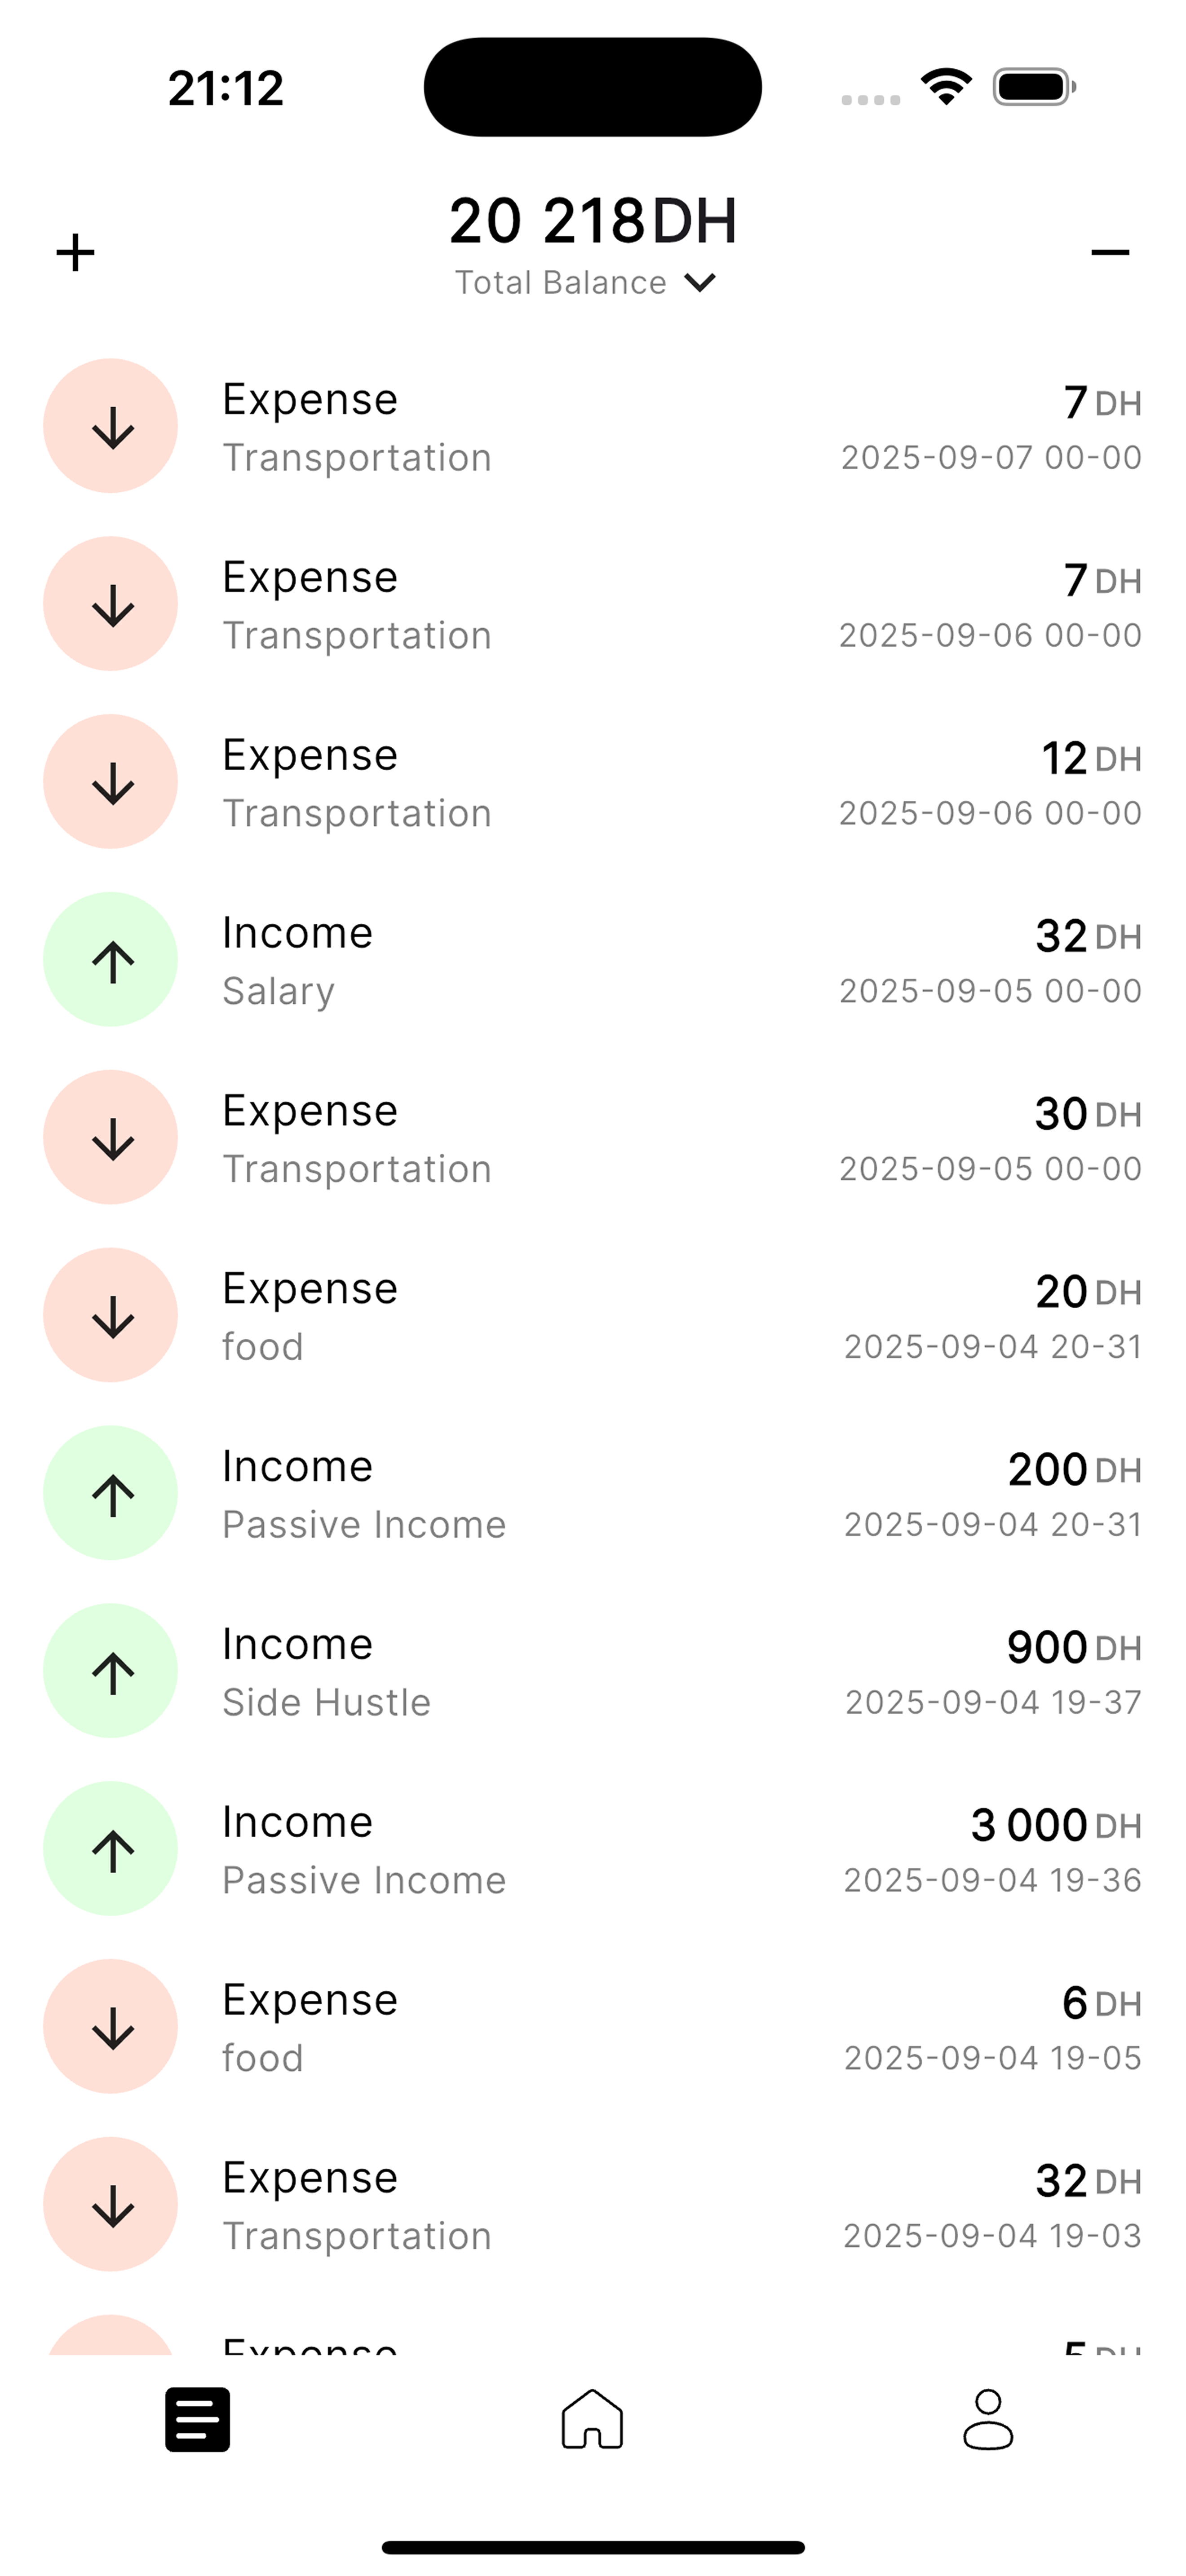 21:12
20 218DH
Total Balance
Expense
7 DH
Transportation
2025-09-07 00-00
Expense
7 DH
Transportation
2025-09-06 00-00
Expense
12 DH
Transportation
2025-09-06 00-00
Income
32 DH
Salary
2025-09-05 00-00
Expense
30 DH
Transportation
2025-09-05 00-00
Expense
20 DH
food
2025-09-04 20-31
Income
200 DH
Passive Income
2025-09-04 20-31
Income
900 DH
Side Hustle
2025-09-04 19-37
Income
3 000 DH
Passive Income
2025-09-04 19-36
Expense
6 DH
food
2025-09-04 19-05
Expense
32 DH
Transportation
2025-09-04 19-03
Expense
5 DH